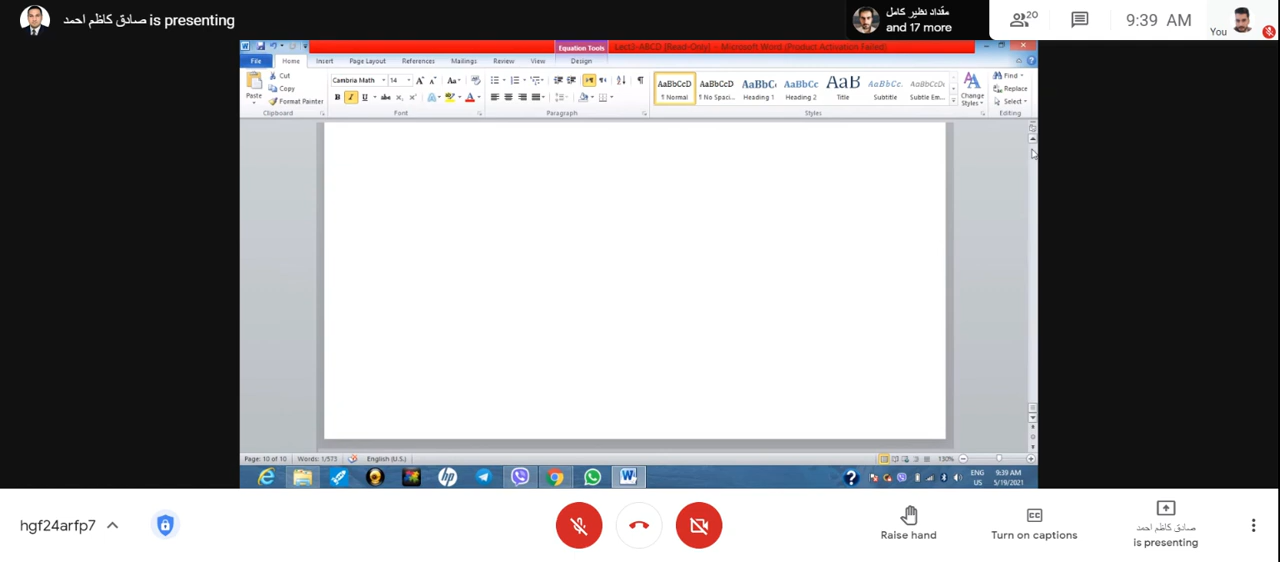 صادق كاظم احمد is presenting
مقداد نظير كامل
and 17 more
20
9:39 AM
You
Equation Tools
Lect3-ABCD [Read-Only] - Microsoft Word (Product Activation Failed)
File Home Insert Page Layout References Mailings Review View Design
Cut
Copy
Format Painter
Paste
Clipboard
Cambria Math 14
Font
Paragraph
AaBbCcD AaBbCcD AaBbC AaBbCc AaB AaBbCc. AaBbCcD
¶ Normal ¶ No Spaci... Heading 1 Heading 2 Title Subtitle Subtle Em...
Change
Styles
Styles
Find
Replace
Select
Editing
Page: 10 of 10 Words: 1/573 English (U.S.) 130%
ENG
US
9:39 AM
5/19/2021
hgf24arfp7
Raise hand
Turn on captions
صادق كاظم احمد
is presenting